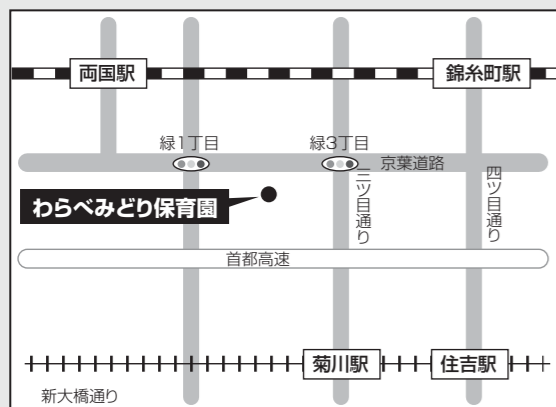 両国駅
錦糸町駅
緑1丁目
緑3丁目
京葉道路
三ツ目通り
四ツ目通り
わらべみどり保育園
首都高速
菊川駅
住吉駅
新大橋通り